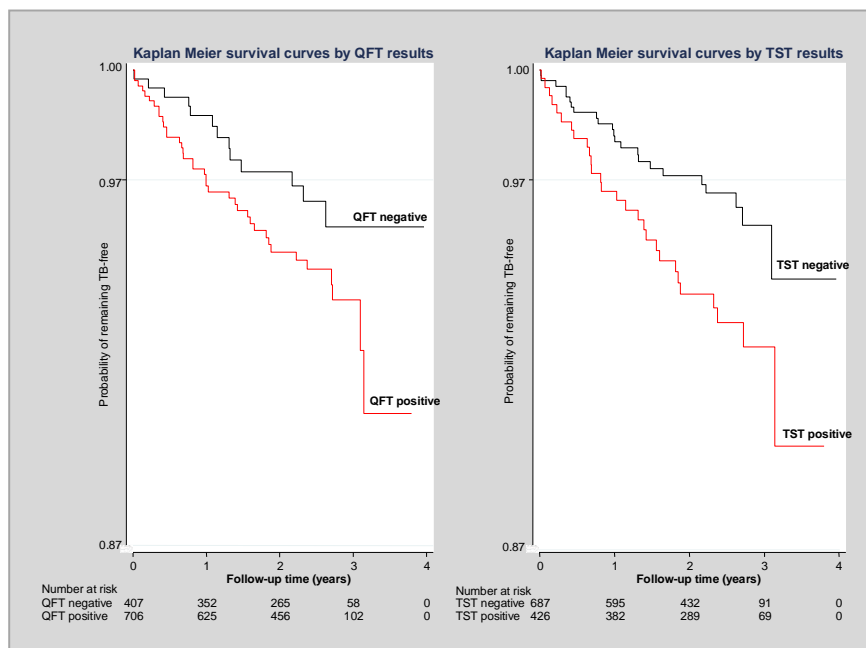 Kaplan Meier survival curves by QFT results
1.00
0.97
0.87
Probability of remaining TB-free
QFT negative
QFT positive
0 1 2 3 4
Follow-up time (years)
Number at risk
QFT negative 407 352 265 58 0
QFT positive 706 625 456 102 0
Kaplan Meier survival curves by TST results
1.00
0.97
0.87
Probability of remaining TB-free
TST negative
TST positive
0 1 2 3 4
Follow-up time (years)
Number at risk
TST negative 687 595 432 91 0
TST positive 426 382 289 69 0